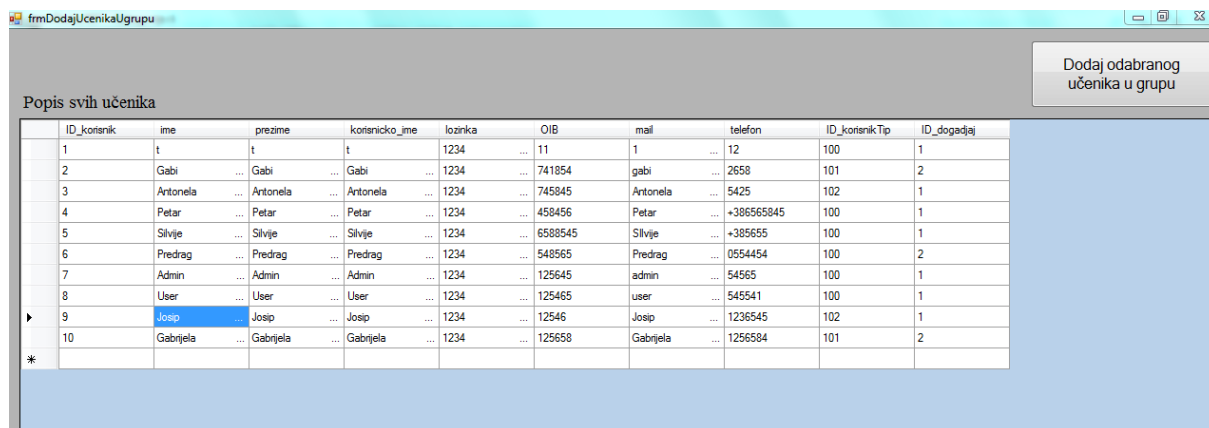 frmDodajUcenikaUgrupu
Dodaj odabranog
učenika u grupu
Popis svih učenika
ID_korisnik ime prezime korisnicko_ime lozinka OIB mail telefon ID_korisnikTip ID_dogadjaj
1 t t t 1234 ... 11 1 ... 12 100 1
2 Gabi ... Gabi ... Gabi ... 1234 ... 741854 gabi ... 2658 101 2
3 Antonela ... Antonela ... Antonela ... 1234 ... 745845 Antonela ... 5425 102 1
4 Petar ... Petar ... Petar ... 1234 ... 458456 Petar ... +386565845 100 1
5 Silvije ... Silvije ... Silvije ... 1234 ... 6588545 SIlvije ... +385655 100 1
6 Predrag ... Predrag ... Predrag ... 1234 ... 548565 Predrag ... 0554454 100 2
7 Admin ... Admin ... Admin ... 1234 ... 125645 admin ... 54565 100 1
8 User ... User ... User ... 1234 ... 125465 user ... 545541 100 1
9 Josip ... Josip ... Josip ... 1234 ... 12546 Josip ... 1236545 102 1
10 Gabrijela ... Gabrijela ... Gabrijela ... 1234 ... 125658 Gabrijela ... 1256584 101 2